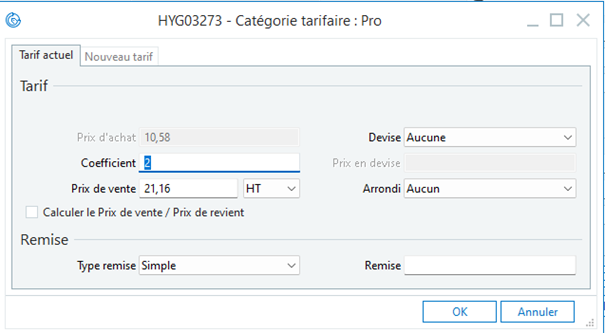 HYG03273 - Catégorie tarifaire : Pro
Tarif actuel Nouveau tarif
Tarif
Prix d'achat 10,58 Devise Aucune
Coefficient 2 Prix en devise
Prix de vente 21,16 HT Arrondi Aucun
Calculer le Prix de vente / Prix de revient
Remise
Type remise Simple Remise
OK Annuler